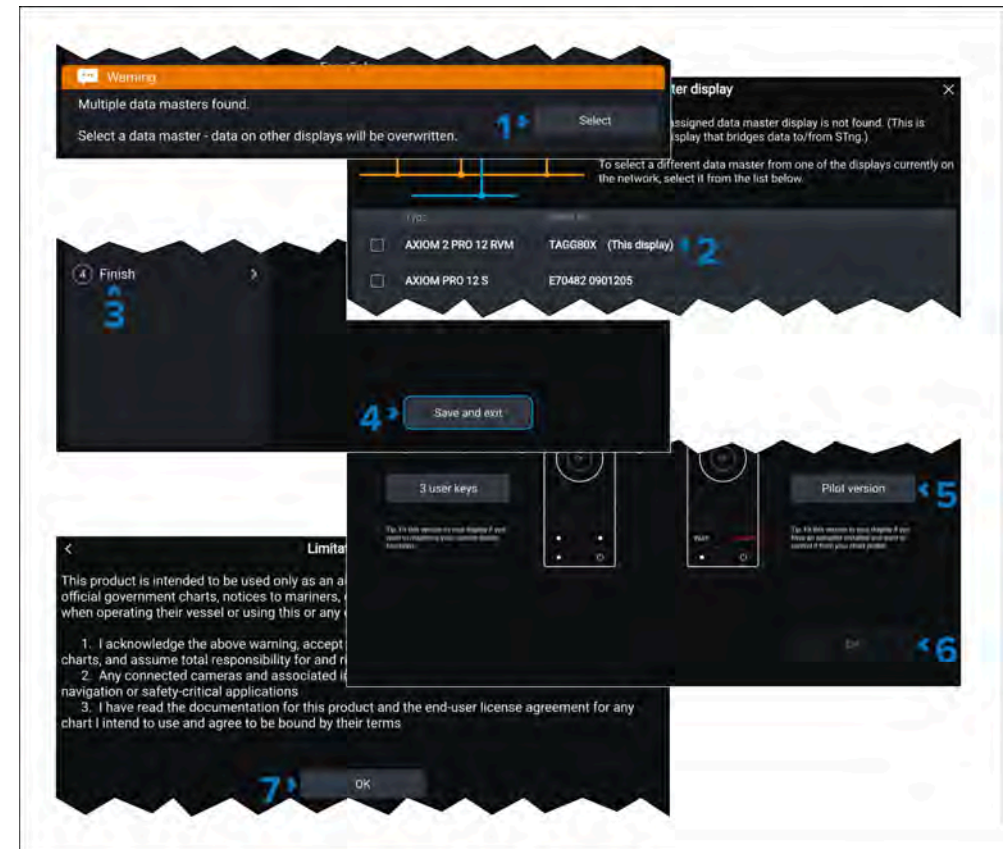 Warning
Multiple data masters found.
Select a data master - data on other displays will be overwritten.
1
Select
ter display
assigned data master display is not found. (This is
isplay that bridges data to/from STng.)
To select a different data master from one of the displays currently on
the network, select it from the list below.
Type
AXIOM 2 PRO 12 RVM TAGG80X (This display)
2
AXIOM PRO 12 S E70482 0901205
4 Finish
3
4
Save and exit
3 user keys
Pilot version
5
6
7
Limitat
This product is intended to be used only as an a
official government charts, notices to mariners,
when operating their vessel or using this or any
1. I acknowledge the above warning, accept
charts, and assume total responsibility for and ri
2. Any connected cameras and associated i
navigation or safety-critical applications
3. I have read the documentation for this product and the end-user license agreement for any
chart I intend to use and agree to be bound by their terms
OK